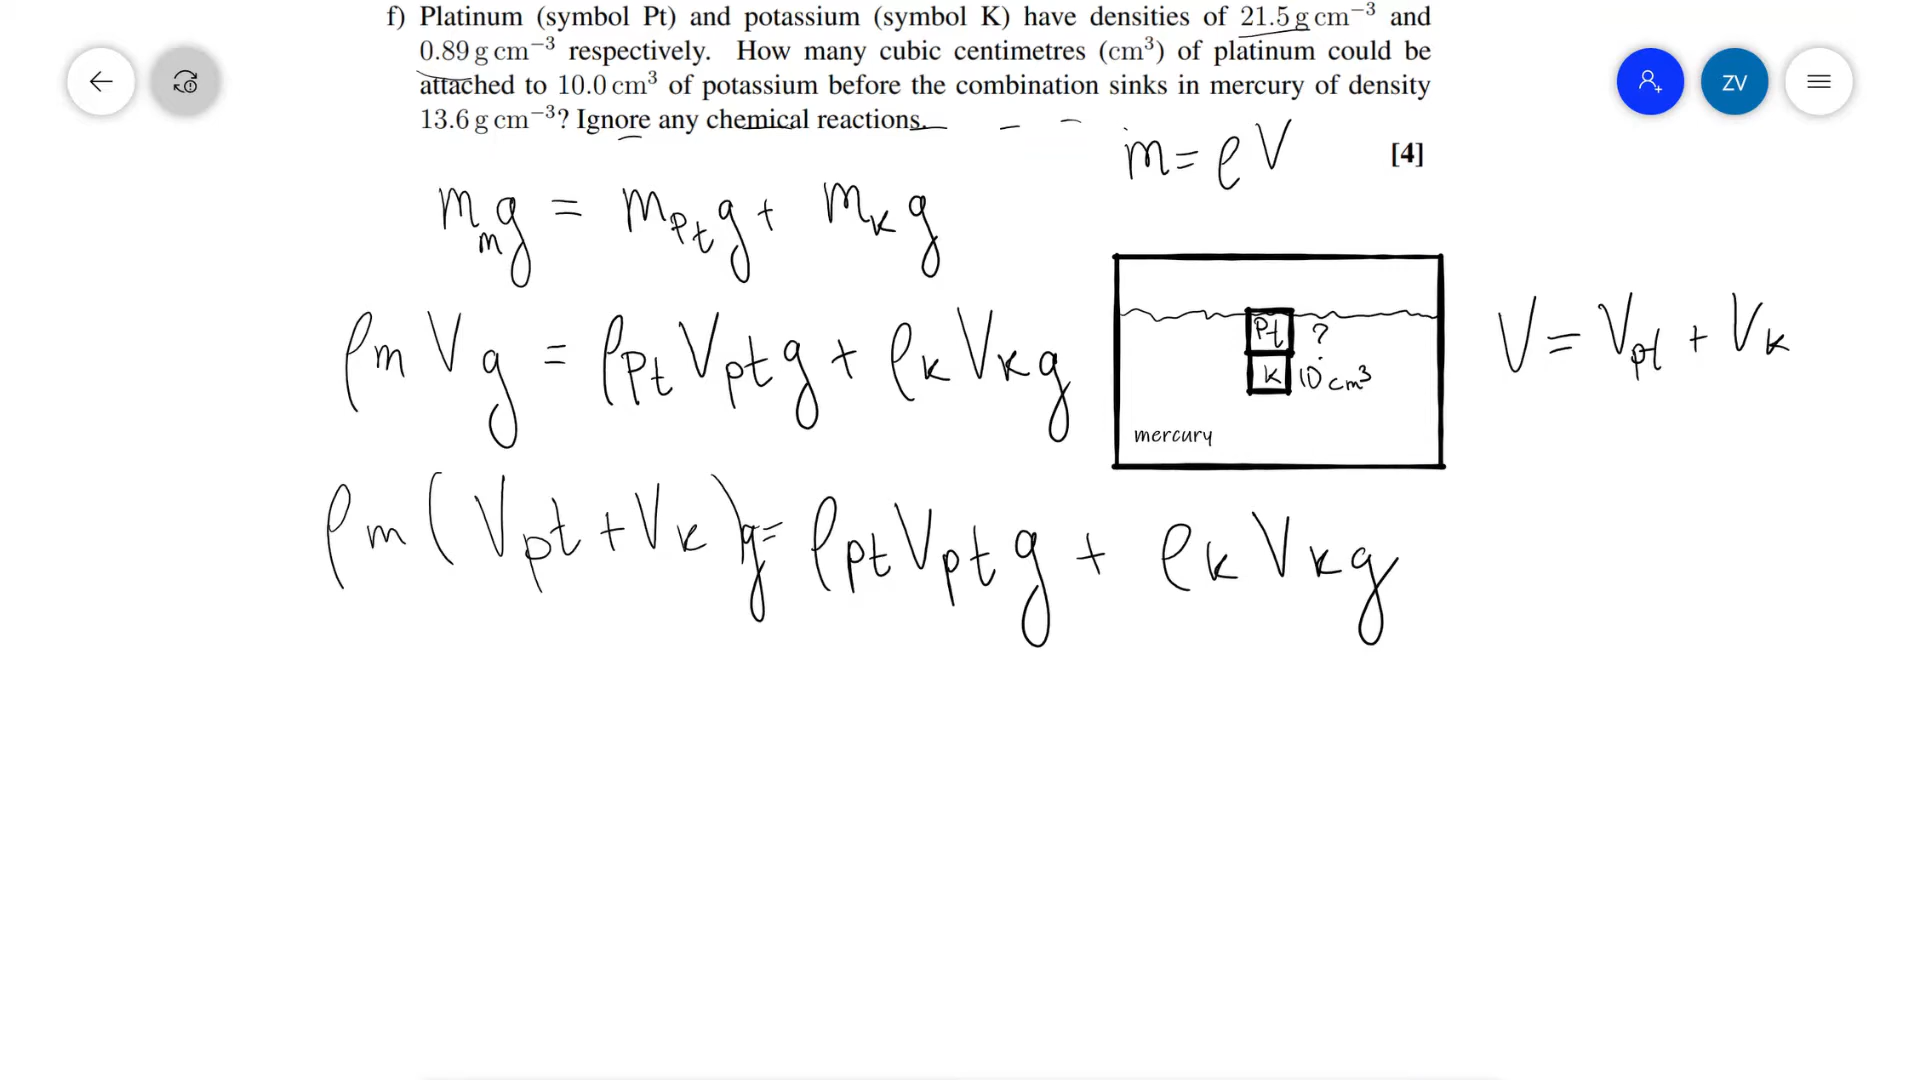 f) Platinum (symbol Pt) and potassium (symbol K) have densities of 21.5 g cm⁻³ and
0.89 g cm⁻³ respectively. How many cubic centimetres (cm³) of platinum could be
attached to 10.0 cm³ of potassium before the combination sinks in mercury of density
13.6 g cm⁻³? Ignore any chemical reactions.
[4]
ZV
m = ρV
m_m g = m_Pt g + m_K g
ρ_m V g = ρ_Pt V_Pt g + ρ_K V_K g
Pt ?
K 10 cm³
mercury
V = V_Pt + V_K
ρ_m (V_Pt + V_K) g = ρ_Pt V_Pt g + ρ_K V_K g